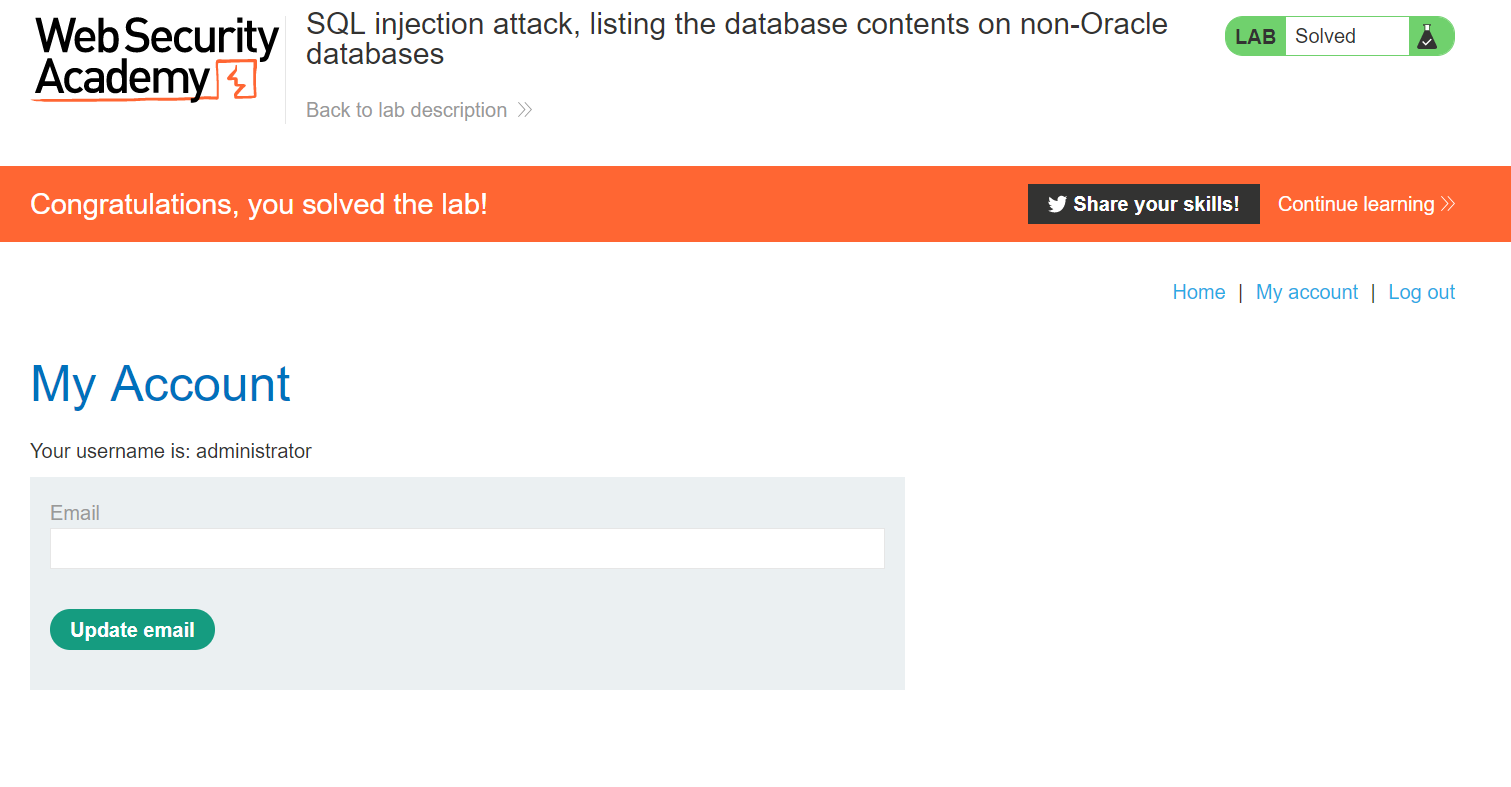 Web Security
Academy
SQL injection attack, listing the database contents on non-Oracle
databases
Back to lab description
LAB Solved
Congratulations, you solved the lab!
Share your skills!
Continue learning
Home | My account | Log out
My Account
Your username is: administrator
Email
Update email